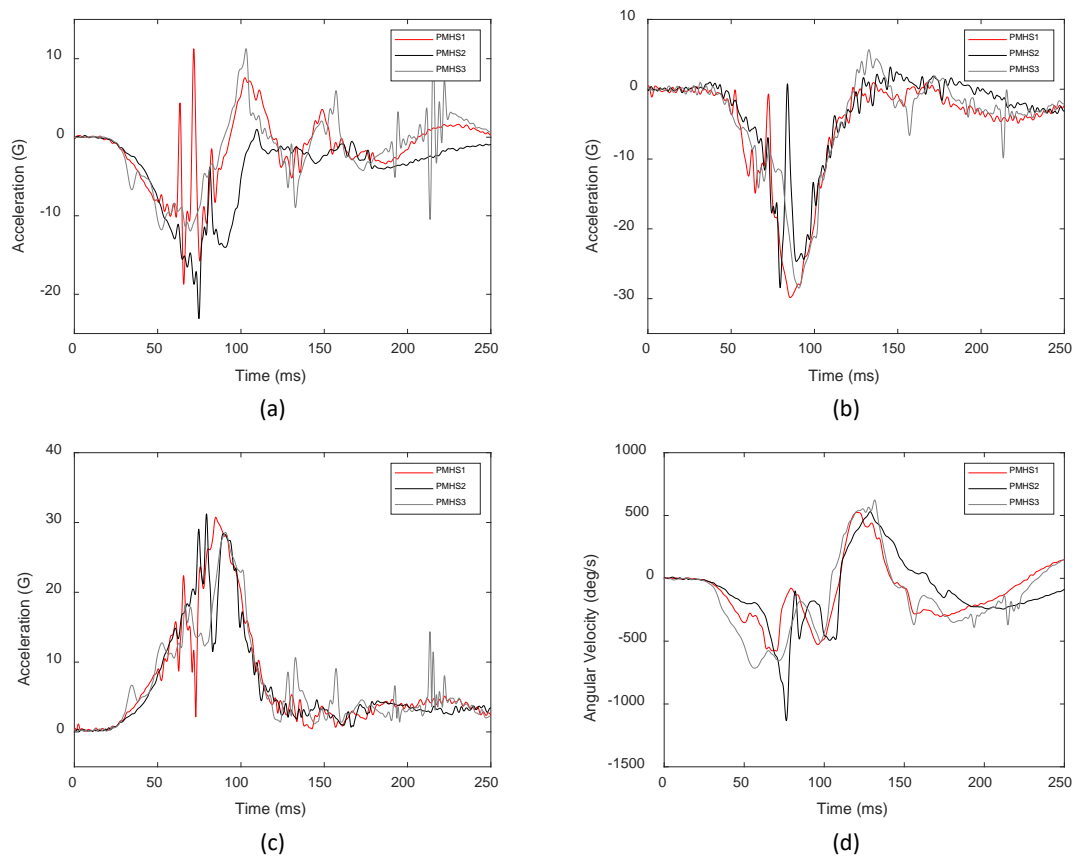 10
0
-10
-20
Acceleration (G)
0 50 100 150 200 250
Time (ms)
PMHS1
PMHS2
PMHS3
(a)
10
0
-10
-20
-30
Acceleration (G)
0 50 100 150 200 250
Time (ms)
PMHS1
PMHS2
PMHS3
(b)
40
30
20
10
0
Acceleration (G)
0 50 100 150 200 250
Time (ms)
PMHS1
PMHS2
PMHS3
(c)
1000
500
0
-500
-1000
-1500
Angular Velocity (deg/s)
0 50 100 150 200 250
Time (ms)
PMHS1
PMHS2
PMHS3
(d)